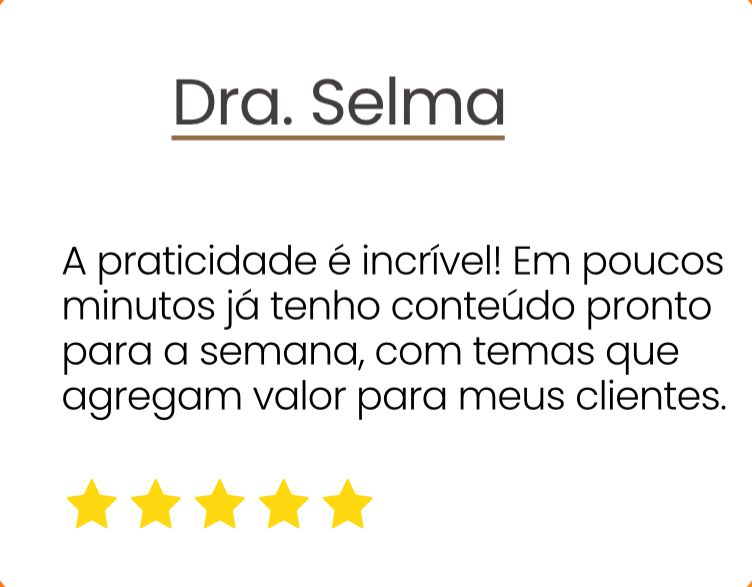 Dra. Selma
A praticidade é incrível! Em poucos
minutos já tenho conteúdo pronto
para a semana, com temas que
agregam valor para meus clientes.